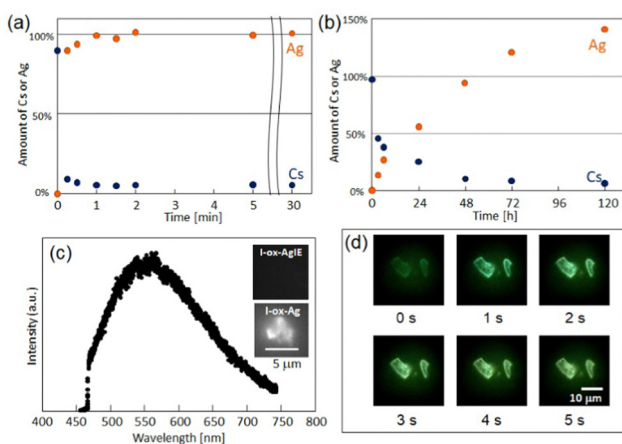 (a)
Amount of Cs or Ag
100%
50%
0%
Ag
Cs
0 1 2 5 30
Time [min]
(b)
Amount of Cs or Ag
150%
100%
50%
0%
Ag
Cs
0 24 48 72 96 120
Time [h]
(c)
Intensity (a.u.)
I-ox-AgIE
I-ox-Ag
5 μm
400 450 500 550 600 650 700 750 800
Wavelength [nm]
(d)
0 s 1 s 2 s
10 μm
3 s 4 s 5 s